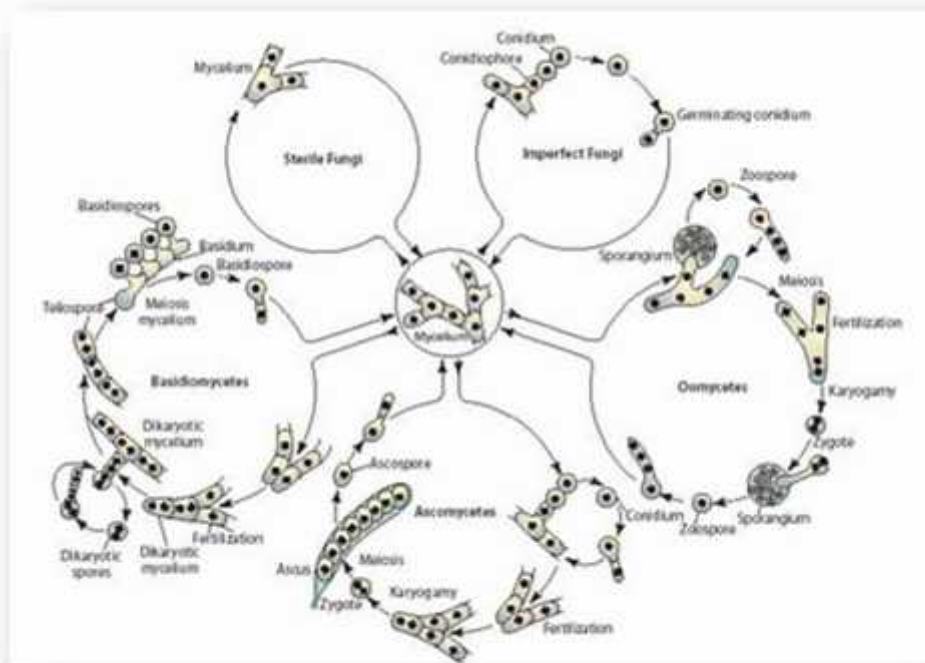 Mycelium
Sterile Fungi
Conidium
Conidiophore
Germinating conidium
Imperfect Fungi
Zoospore
Sporangium
Meiosis
Fertilization
Oomycetes
Karyogamy
Zygote
Sporangium
Zoospore
Basidiospores
Basidium
Basidiospore
Teliospore
Meiosis
mycelium
Basidiomycetes
Dikaryotic
mycelium
Dikaryotic
spores
Dikaryotic
mycelium
Fertilization
Mycelium
Ascospore
Ascomycetes
Conidium
Ascus
Meiosis
Zygote
Karyogamy
Fertilization